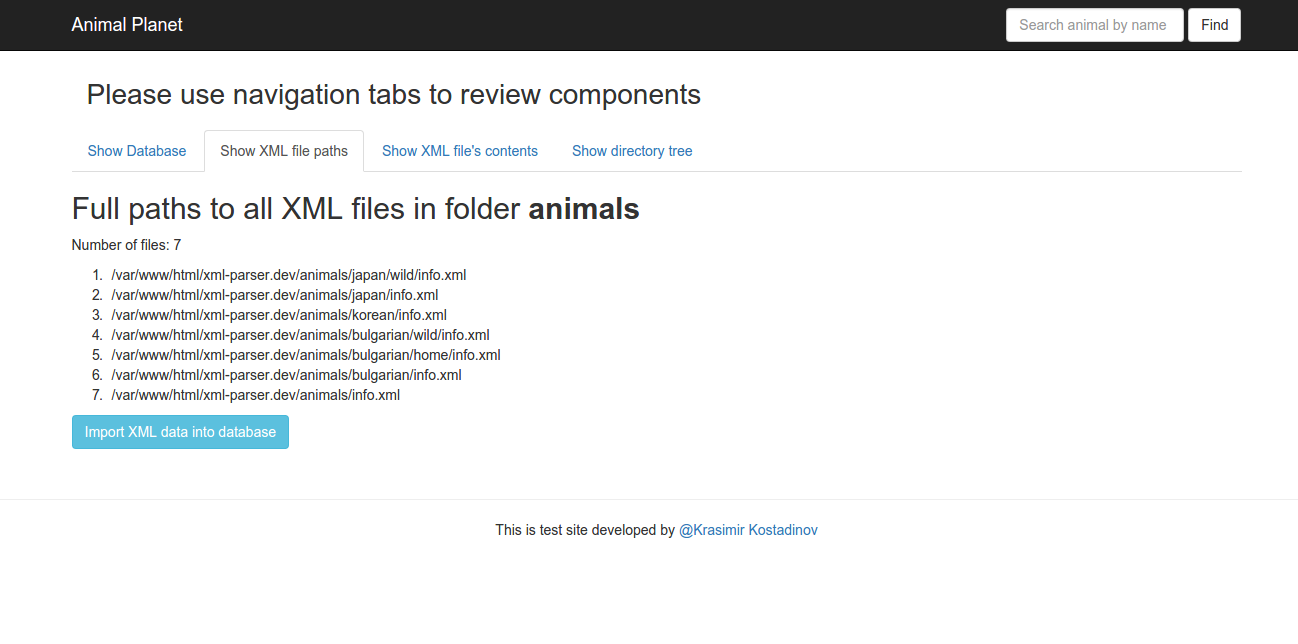 Animal Planet
Search animal by name
Find
Please use navigation tabs to review components
Show Database
Show XML file paths
Show XML file's contents
Show directory tree
Full paths to all XML files in folder animals
Number of files: 7
1. /var/www/html/xml-parser.dev/animals/japan/wild/info.xml
2. /var/www/html/xml-parser.dev/animals/japan/info.xml
3. /var/www/html/xml-parser.dev/animals/korean/info.xml
4. /var/www/html/xml-parser.dev/animals/bulgarian/wild/info.xml
5. /var/www/html/xml-parser.dev/animals/bulgarian/home/info.xml
6. /var/www/html/xml-parser.dev/animals/bulgarian/info.xml
7. /var/www/html/xml-parser.dev/animals/info.xml
Import XML data into database
This is test site developed by @Krasimir Kostadinov